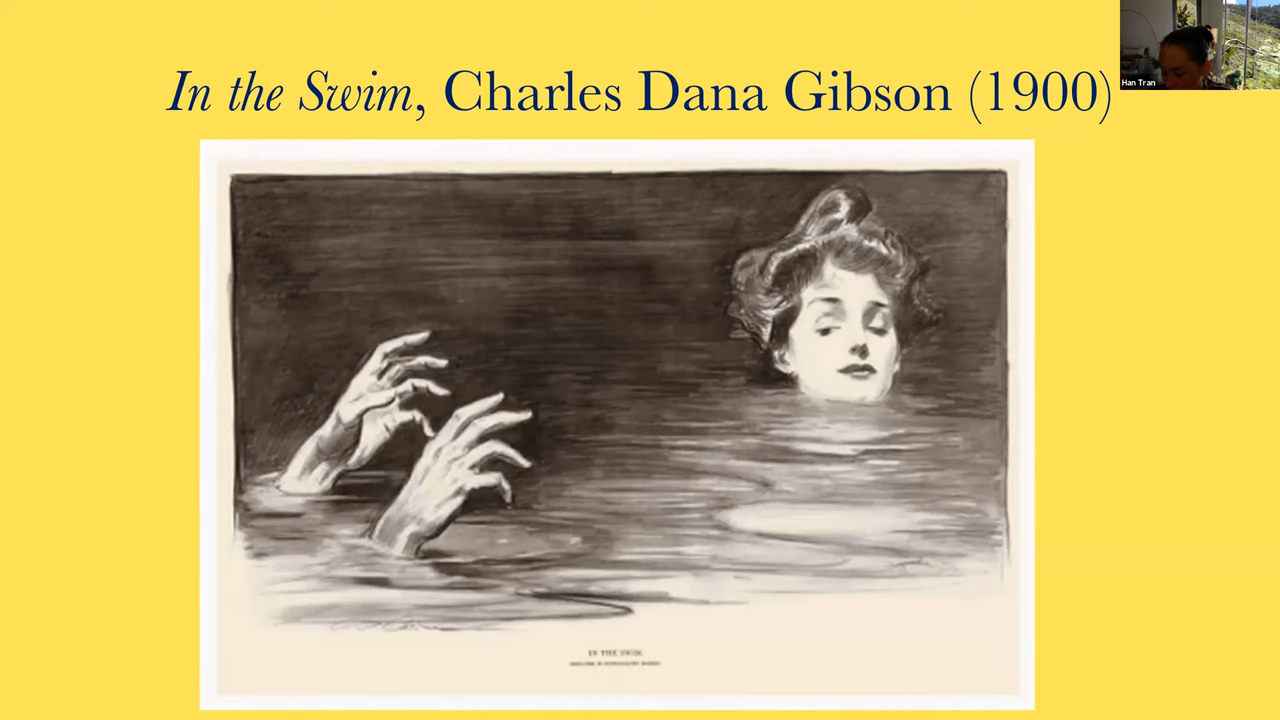 In the Swim, Charles Dana Gibson (1900)
Han Tran
IN THE SWIM.